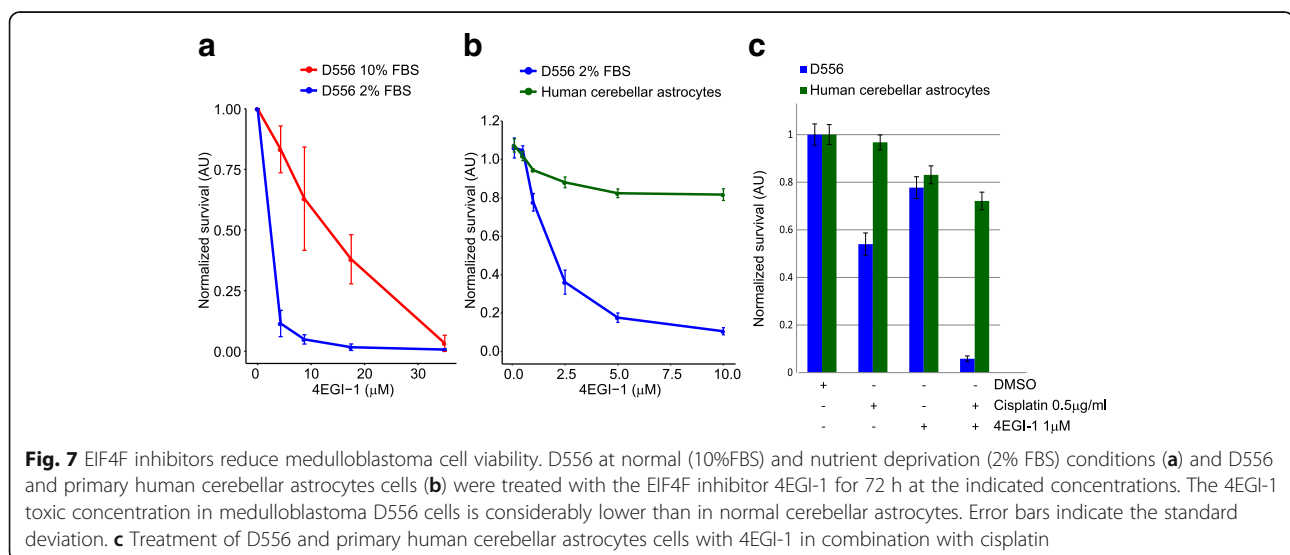 a
D556 10% FBS
D556 2% FBS
Normalized survival (AU)
1.00
0.75
0.50
0.25
0.00
0
10
20
30
4EGI−1 (μM)
b
D556 2% FBS
Human cerebellar astrocytes
Normalized survival (AU)
1.2
1.0
0.8
0.6
0.4
0.2
0.0
0.0
2.5
5.0
7.5
10.0
4EGI−1 (μM)
c
D556
Human cerebellar astrocytes
Normalized survival (AU)
1
0.8
0.6
0.4
0.2
0
+ - - - DMSO
- + - + Cisplatin 0.5μg/ml
- - + + 4EGI-1 1μM
Fig. 7 EIF4F inhibitors reduce medulloblastoma cell viability. D556 at normal (10%FBS) and nutrient deprivation (2% FBS) conditions (a) and D556
and primary human cerebellar astrocytes cells (b) were treated with the EIF4F inhibitor 4EGI-1 for 72 h at the indicated concentrations. The 4EGI-1
toxic concentration in medulloblastoma D556 cells is considerably lower than in normal cerebellar astrocytes. Error bars indicate the standard
deviation. c Treatment of D556 and primary human cerebellar astrocytes cells with 4EGI-1 in combination with cisplatin